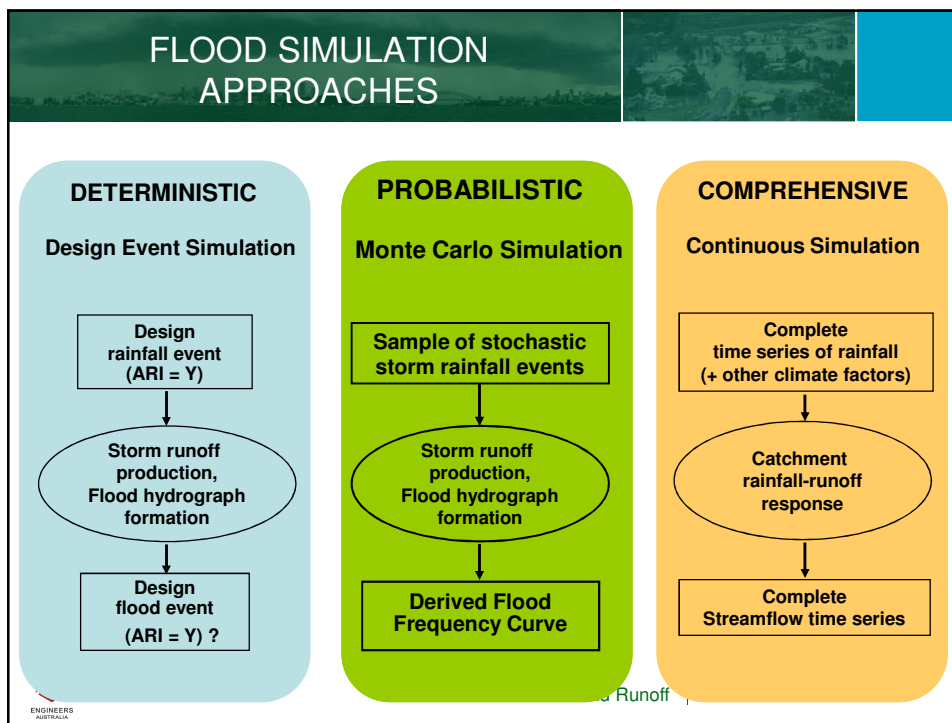 FLOOD SIMULATION
APPROACHES
DETERMINISTIC
Design Event Simulation
Design
rainfall event
(ARI = Y)
Storm runoff
production,
Flood hydrograph
formation
Design
flood event
(ARI = Y) ?
PROBABILISTIC
Monte Carlo Simulation
Sample of stochastic
storm rainfall events
Storm runoff
production,
Flood hydrograph
formation
Derived Flood
Frequency Curve
COMPREHENSIVE
Continuous Simulation
Complete
time series of rainfall
(+ other climate factors)
Catchment
rainfall-runoff
response
Complete
Streamflow time series
ENGINEERS
AUSTRALIA
Runoff |